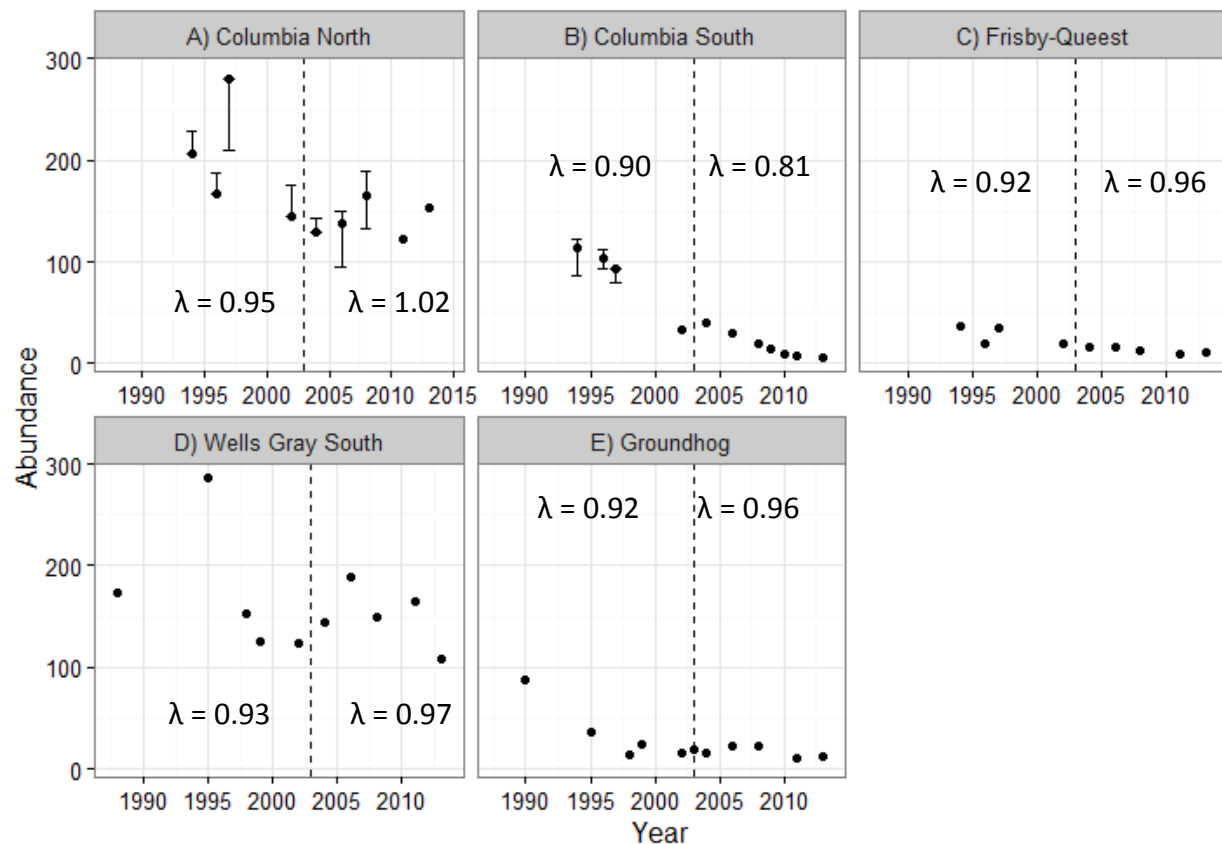 A) Columbia North
B) Columbia South
C) Frisby-Queest
300
200
100
0
λ = 0.95
λ = 1.02
λ = 0.90
λ = 0.81
λ = 0.92
λ = 0.96
1990 1995 2000 2005 2010 2015
1990 1995 2000 2005 2010
1990 1995 2000 2005 2010
Abundance
D) Wells Gray South
E) Groundhog
300
200
100
0
λ = 0.93
λ = 0.97
λ = 0.92
λ = 0.96
1990 1995 2000 2005 2010
1990 1995 2000 2005 2010
Year